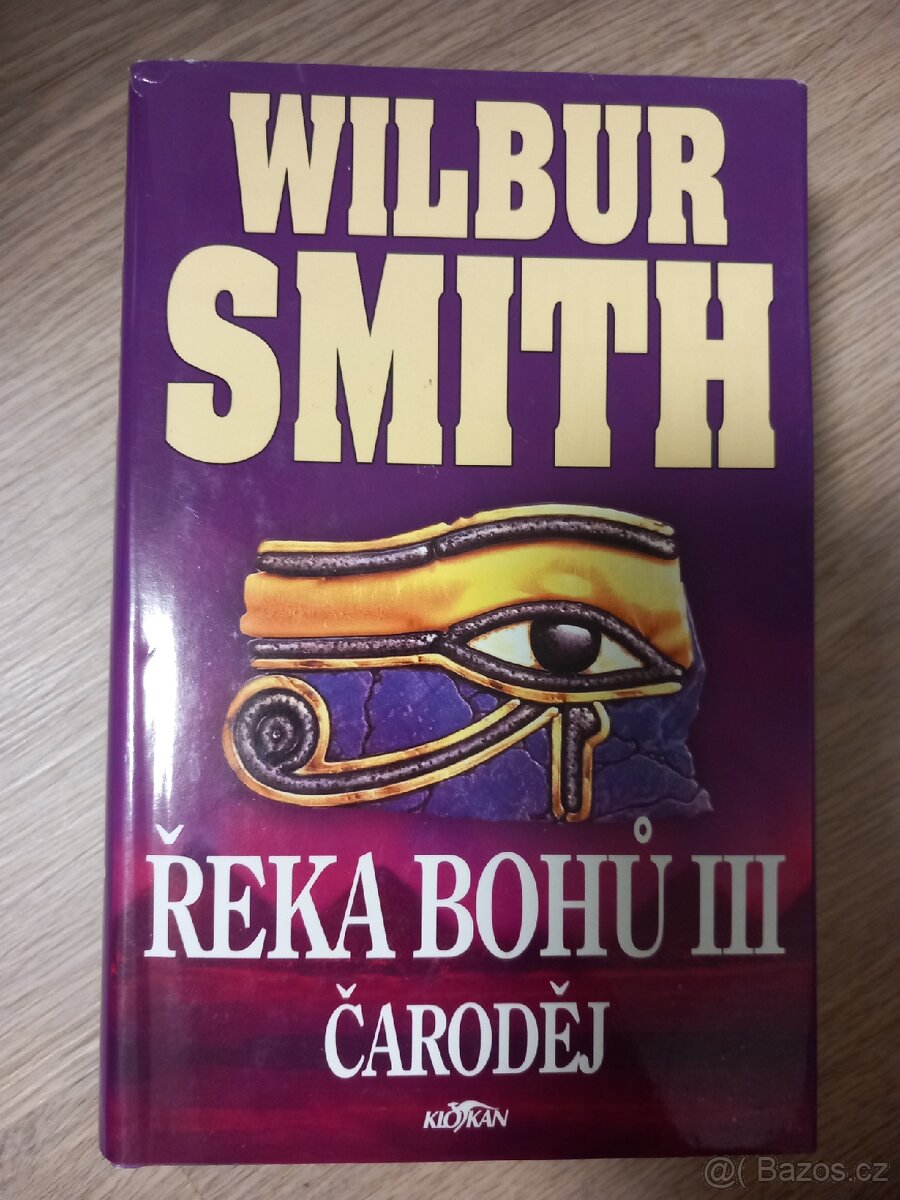 WILBUR
SMITH
ŘEKA BOHŮ III
ČARODĚJ
KLOKAN
@( Bazos.cz